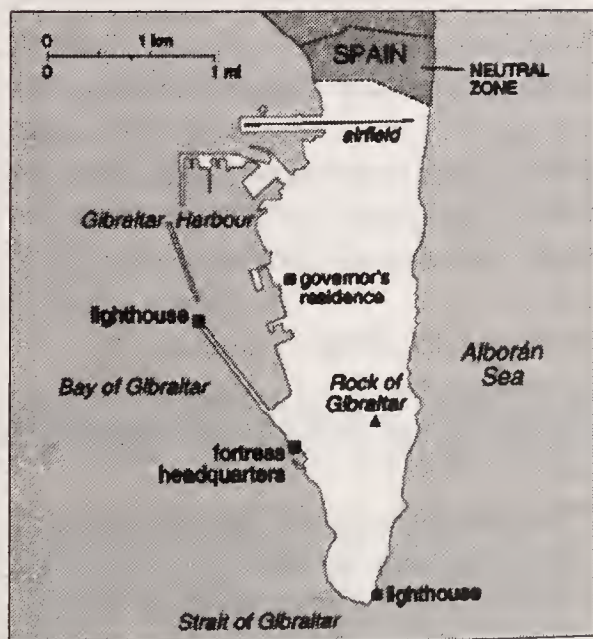 0 1 km
0 1 mi
SPAIN
NEUTRAL
ZONE
airfield
Gibraltar Harbour
governor's
residence
lighthouse
Alborán
Sea
Bay of Gibraltar
Rock of
Gibraltar
fortress
headquarters
lighthouse
Strait of Gibraltar